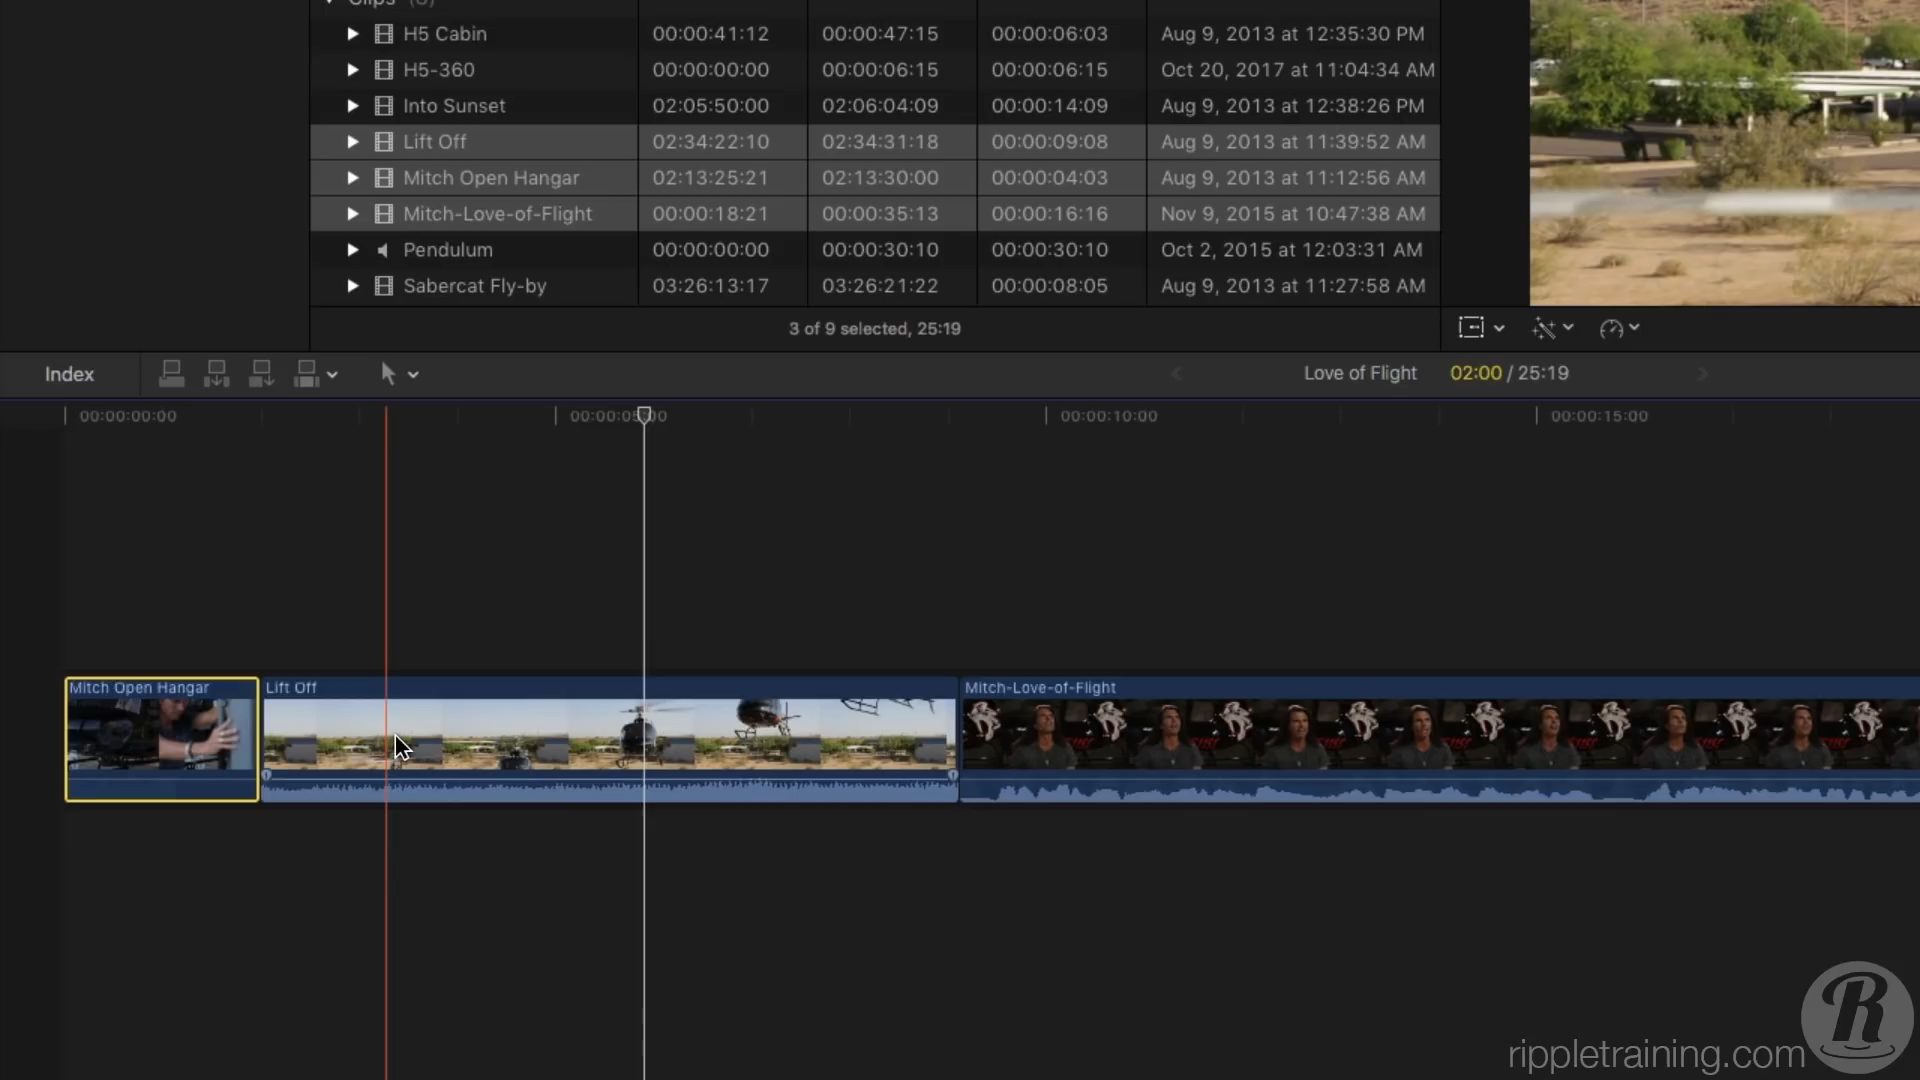 Clips
H5 Cabin 00:00:41:12 00:00:47:15 00:00:06:03 Aug 9, 2013 at 12:35:30 PM
H5-360 00:00:00:00 00:00:06:15 00:00:06:15 Oct 20, 2017 at 11:04:34 AM
Into Sunset 02:05:50:00 02:06:04:09 00:00:14:09 Aug 9, 2013 at 12:38:26 PM
Lift Off 02:34:22:10 02:34:31:18 00:00:09:08 Aug 9, 2013 at 11:39:52 AM
Mitch Open Hangar 02:13:25:21 02:13:30:00 00:00:04:03 Aug 9, 2013 at 11:12:56 AM
Mitch-Love-of-Flight 00:00:18:21 00:00:35:13 00:00:16:16 Nov 9, 2015 at 10:47:38 AM
Pendulum 00:00:00:00 00:00:30:10 00:00:30:10 Oct 2, 2015 at 12:03:31 AM
Sabercat Fly-by 03:26:13:17 03:26:21:22 00:00:08:05 Aug 9, 2013 at 11:27:58 AM
3 of 9 selected, 25:19
Index Love of Flight 02:00 / 25:19
00:00:00:00 00:00:05:00 00:00:10:00 00:00:15:00
Mitch Open Hangar Lift Off Mitch-Love-of-Flight
R
rippletraining.com